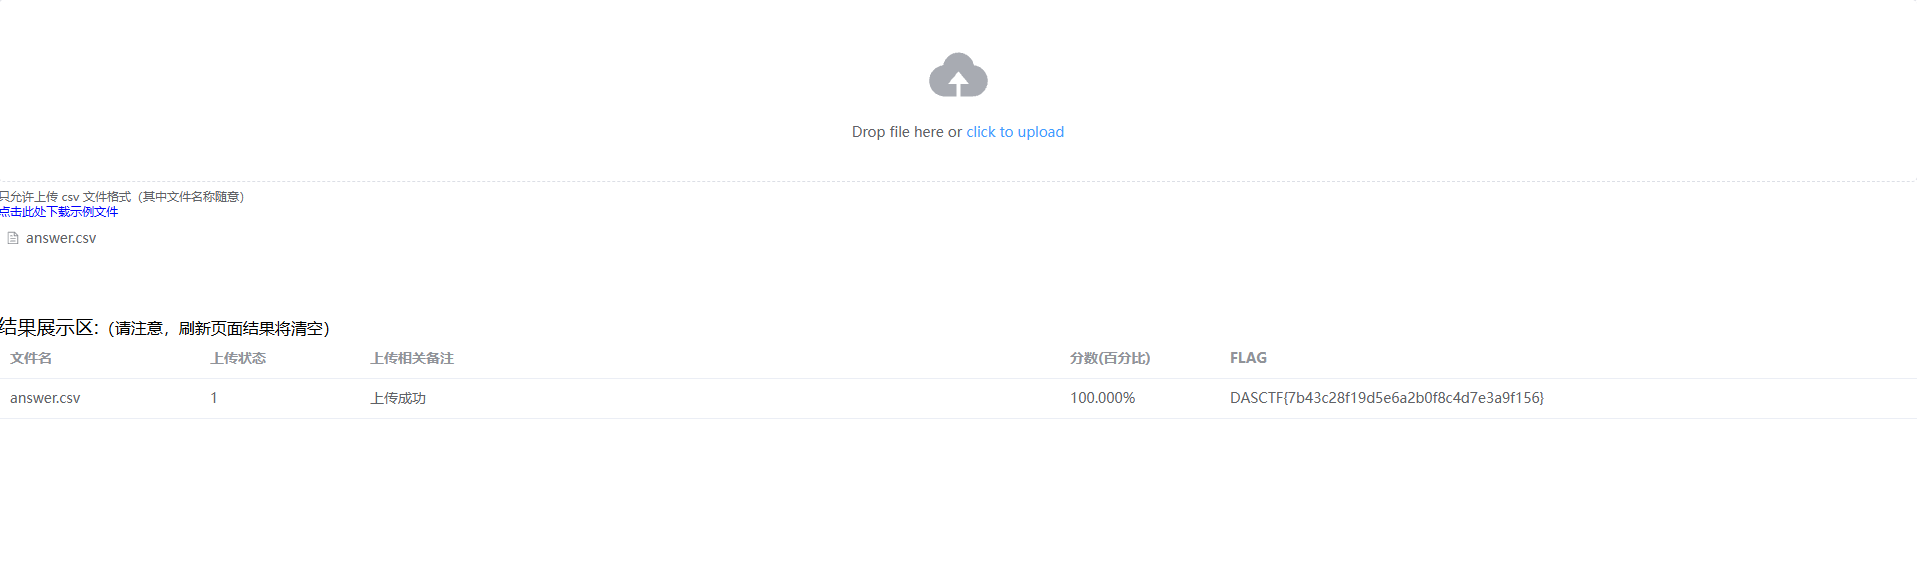 Drop file here or click to upload
只允许上传 csv 文件格式（其中文件名称随意）
点击此处下载示例文件
answer.csv
结果展示区:（请注意，刷新页面结果将清空）
文件名 上传状态 上传相关备注 分数(百分比) FLAG
answer.csv 1 上传成功 100.000% DASCTF{7b43c28f19d5e6a2b0f8c4d7e3a9f156}